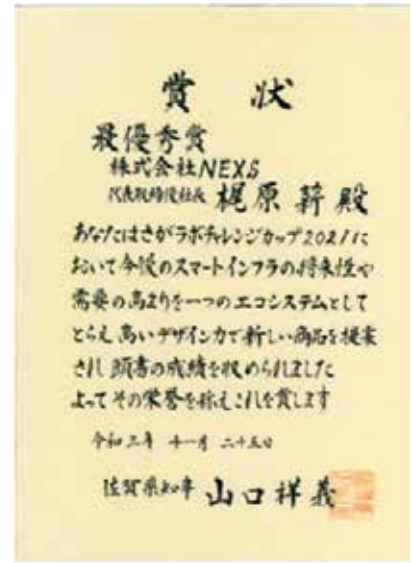 賞 状
最優秀賞
株式会社NEXS
代表取締役社長 梶原 薪 殿
あなたはさがラボチャレンジカップ2021に
おいて今後のスマートインフラの将来性や
需要の高まりを一つのエコシステムとして
とらえ高いデザイン力で新しい商品を提案
され頭書の成績を収められました
よってその栄誉を称えこれを賞します
令和三年 十一月 二十五日
佐賀県知事 山口祥義